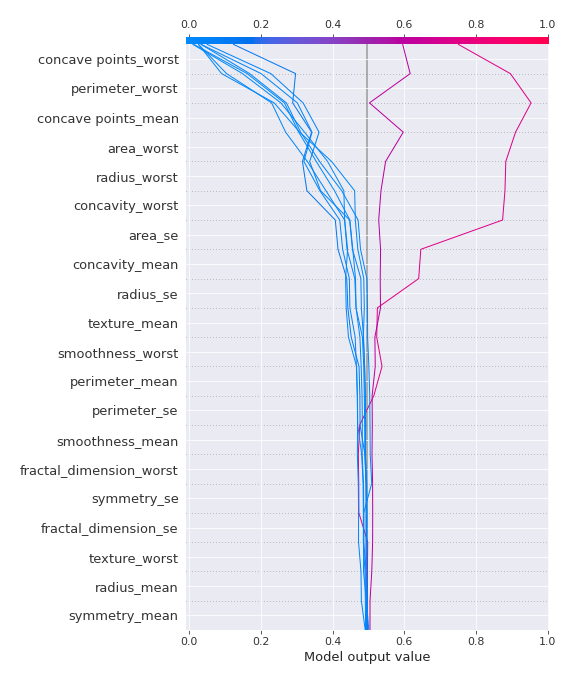 0.0 0.2 0.4 0.6 0.8 1.0
concave points_worst
perimeter_worst
concave points_mean
area_worst
radius_worst
concavity_worst
area_se
concavity_mean
radius_se
texture_mean
smoothness_worst
perimeter_mean
perimeter_se
smoothness_mean
fractal_dimension_worst
symmetry_se
fractal_dimension_se
texture_worst
radius_mean
symmetry_mean
0.0 0.2 0.4 0.6 0.8 1.0
Model output value